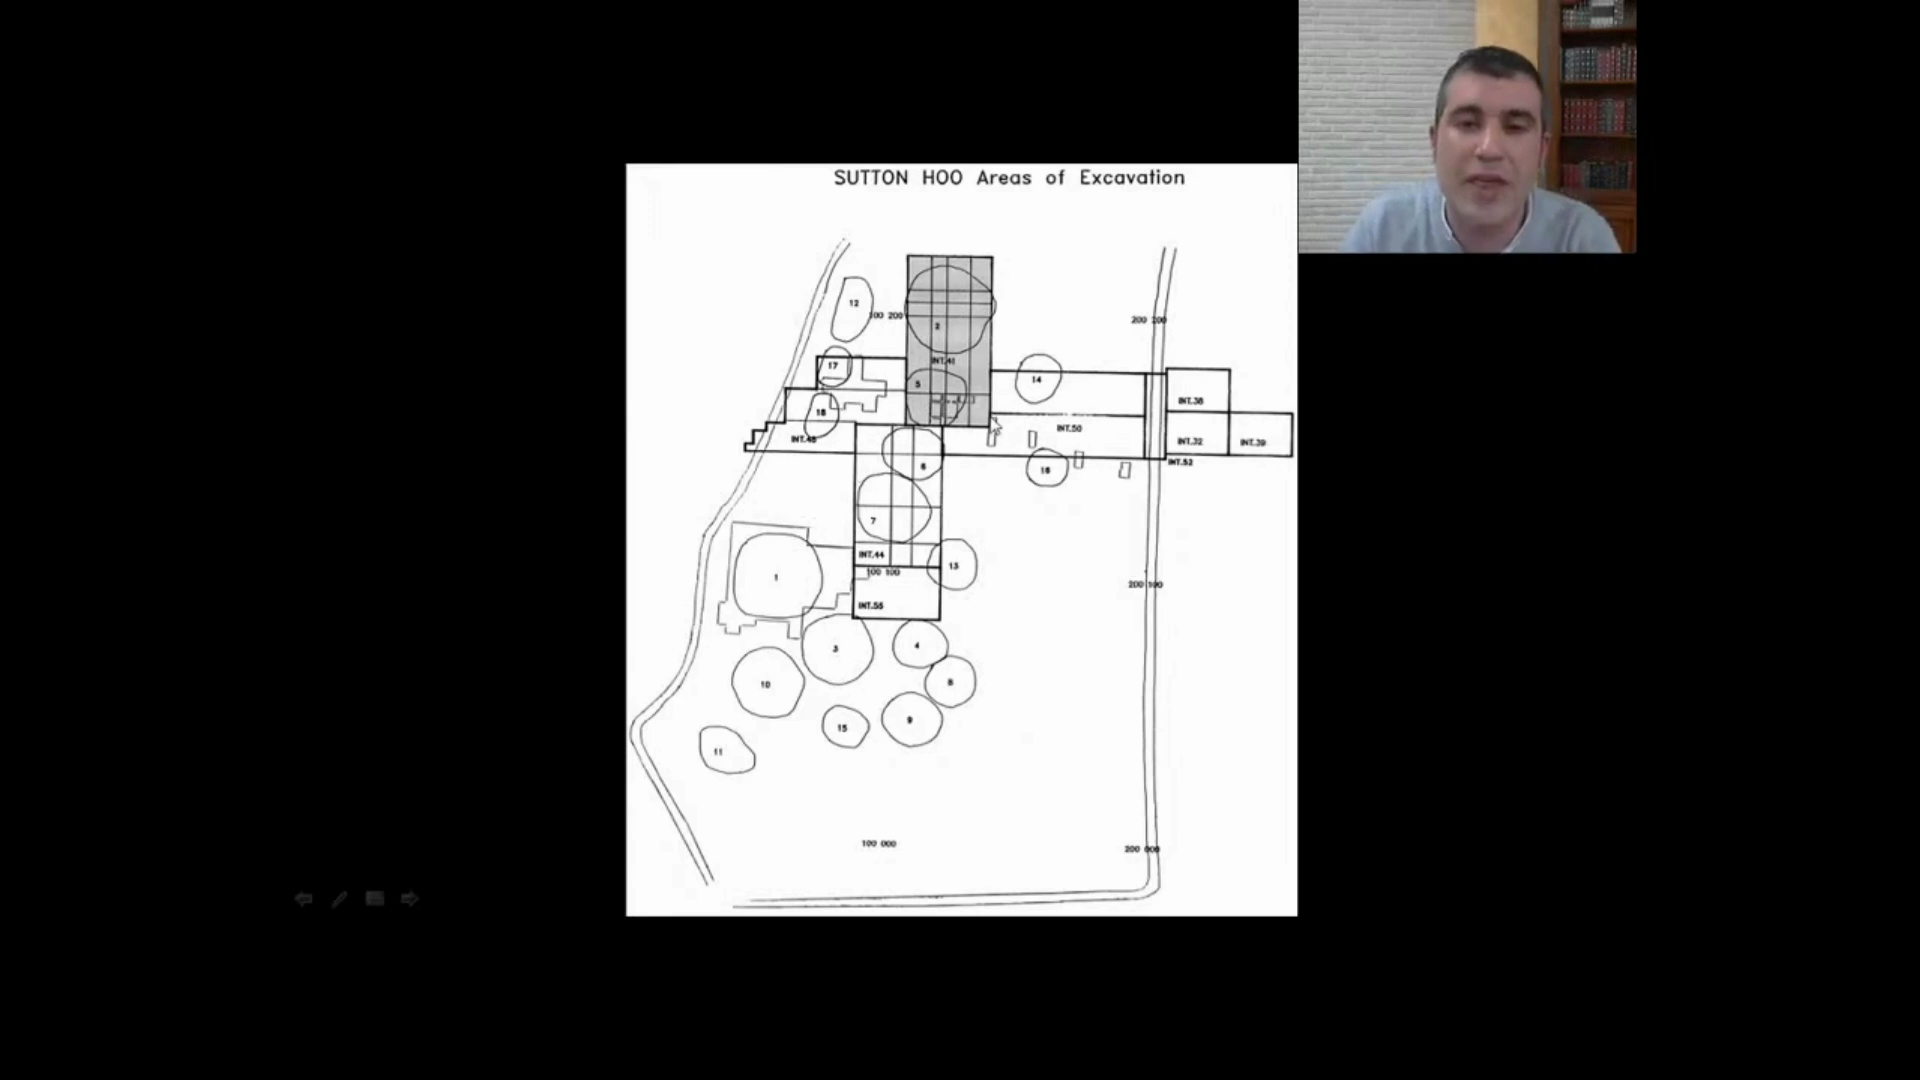 SUTTON HOO Areas of Excavation
12
100 200
2
200 200
INT.41
17
5
14
18
INT.38
INT.48
INT.50
INT.32
INT.39
6
16
INT.52
7
INT.44
13
100 100
1
200 100
INT.55
3
4
10
8
15
9
11
100 000
200 000